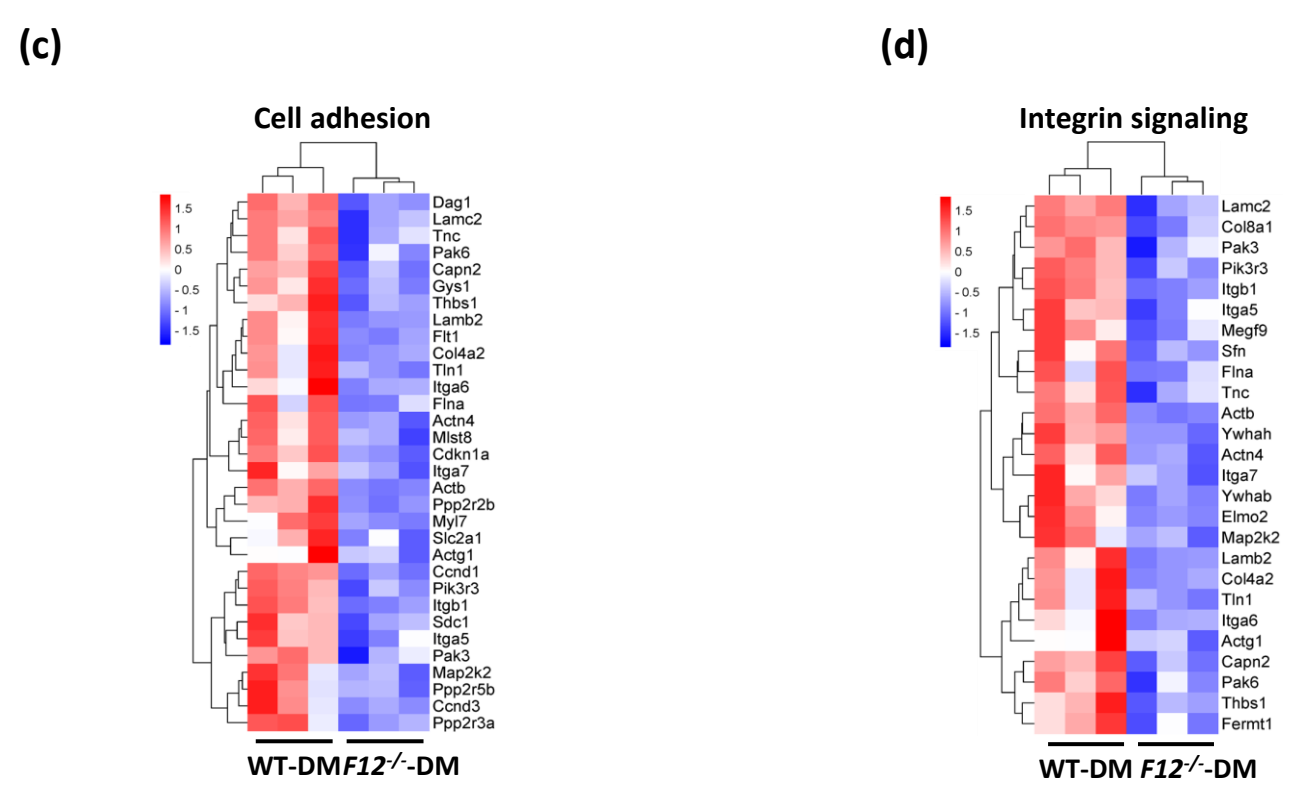 (c)
Cell adhesion
1.5
1
0.5
0
- 0.5
- 1
- 1.5
Dag1
Lamc2
Tnc
Pak6
Capn2
Gys1
Thbs1
Lamb2
Flt1
Col4a2
Tln1
Itga6
Flna
Actn4
Mlst8
Cdkn1a
Itga7
Actb
Ppp2r2b
Myl7
Slc2a1
Actg1
Ccnd1
Pik3r3
Itgb1
Sdc1
Itga5
Pak3
Map2k2
Ppp2r5b
Ccnd3
Ppp2r3a
WT-DM F12-/--DM
(d)
Integrin signaling
1.5
1
0.5
0
- 0.5
- 1
- 1.5
Lamc2
Col8a1
Pak3
Pik3r3
Itgb1
Itga5
Megf9
Sfn
Flna
Tnc
Actb
Ywhah
Actn4
Itga7
Ywhab
Elmo2
Map2k2
Lamb2
Col4a2
Tln1
Itga6
Actg1
Capn2
Pak6
Thbs1
Fermt1
WT-DM F12-/--DM